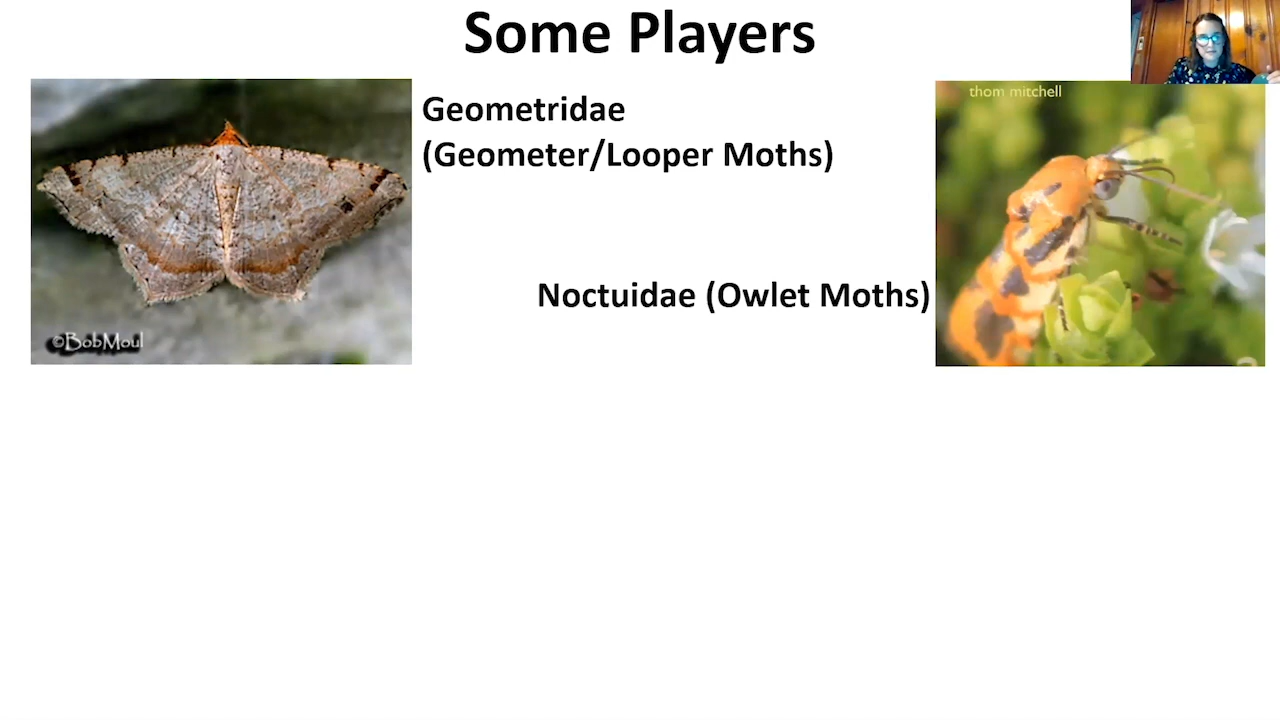 Some Players
Geometridae
(Geometer/Looper Moths)
thom mitchell
Noctuidae (Owlet Moths)
©BobMoul